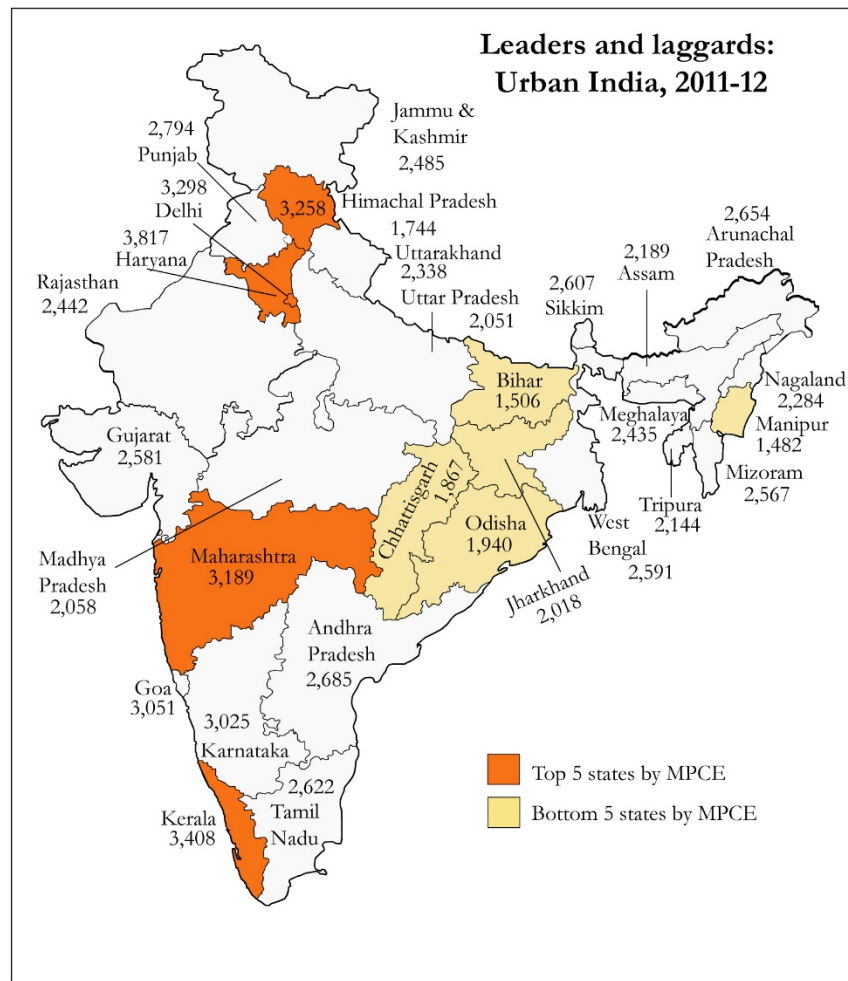 Leaders and laggards:
Urban India, 2011-12
Jammu &
Kashmir
2,485
2,794
Punjab
3,298
Delhi
3,817
Haryana
3,258
Himachal Pradesh
1,744
Uttarakhand
2,338
Uttar Pradesh
2,051
Rajasthan
2,442
2,607
Sikkim
2,189
Assam
2,654
Arunachal
Pradesh
Bihar
1,506
Meghalaya
2,435
Nagaland
2,284
Manipur
1,482
Mizoram
2,567
Tripura
2,144
Gujarat
2,581
Chhattisgarh
1,867
Odisha
1,940
West
Bengal
2,591
Jharkhand
2,018
Madhya
Pradesh
2,058
Maharashtra
3,189
Andhra
Pradesh
2,685
Goa
3,051
3,025
Karnataka
2,622
Tamil
Nadu
Kerala
3,408
Top 5 states by MPCE
Bottom 5 states by MPCE